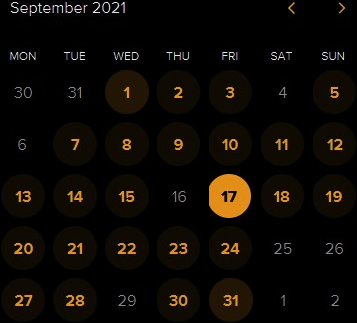 September 2021
MON TUE WED THU FRI SAT SUN
30 31 1 2 3 4 5
6 7 8 9 10 11 12
13 14 15 16 17 18 19
20 21 22 23 24 25 26
27 28 29 30 31 1 2